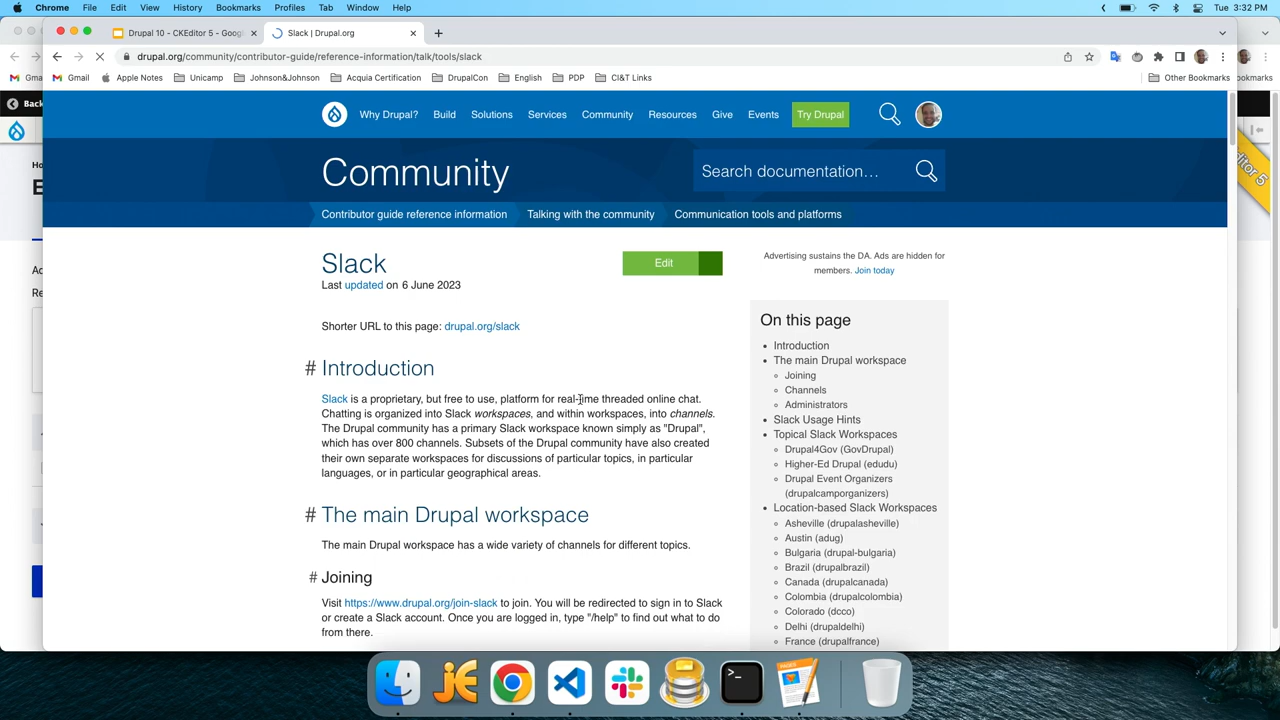 Chrome File Edit View History Bookmarks Profiles Tab Window Help Tue 3:32 PM
Drupal 10 - CKEditor 5 - Goog Slack | Drupal.org
drupal.org/community/contributor-guide/reference-information/talk/tools/slack
Gma Gmail Apple Notes Unicamp Johnson&Johnson Acquia Certification DrupalCon English PDP CI&T Links Other Bookmarks okmarks
Back
Why Drupal? Build Solutions Services Community Resources Give Events Try Drupal
Community
Search documentation…
Contributor guide reference information Talking with the community Communication tools and platforms
Ho
E
ditor 5
Slack
Edit
Last updated on 6 June 2023
Advertising sustains the DA. Ads are hidden for
members. Join today
Shorter URL to this page: drupal.org/slack
# Introduction
Slack is a proprietary, but free to use, platform for real-time threaded online chat.
Chatting is organized into Slack workspaces, and within workspaces, into channels.
The Drupal community has a primary Slack workspace known simply as "Drupal",
which has over 800 channels. Subsets of the Drupal community have also created
their own separate workspaces for discussions of particular topics, in particular
languages, or in particular geographical areas.
# The main Drupal workspace
The main Drupal workspace has a wide variety of channels for different topics.
# Joining
Visit https://www.drupal.org/join-slack to join. You will be redirected to sign in to Slack
or create a Slack account. Once you are logged in, type "/help" to find out what to do
from there.
On this page
Introduction
The main Drupal workspace
Joining
Channels
Administrators
Slack Usage Hints
Topical Slack Workspaces
Drupal4Gov (GovDrupal)
Higher-Ed Drupal (edudu)
Drupal Event Organizers
(drupalcamporganizers)
Location-based Slack Workspaces
Asheville (drupalasheville)
Austin (adug)
Bulgaria (drupal-bulgaria)
Brazil (drupalbrazil)
Canada (drupalcanada)
Colombia (drupalcolombia)
Colorado (dcco)
Delhi (drupaldelhi)
France (drupalfrance)
Ad
Re